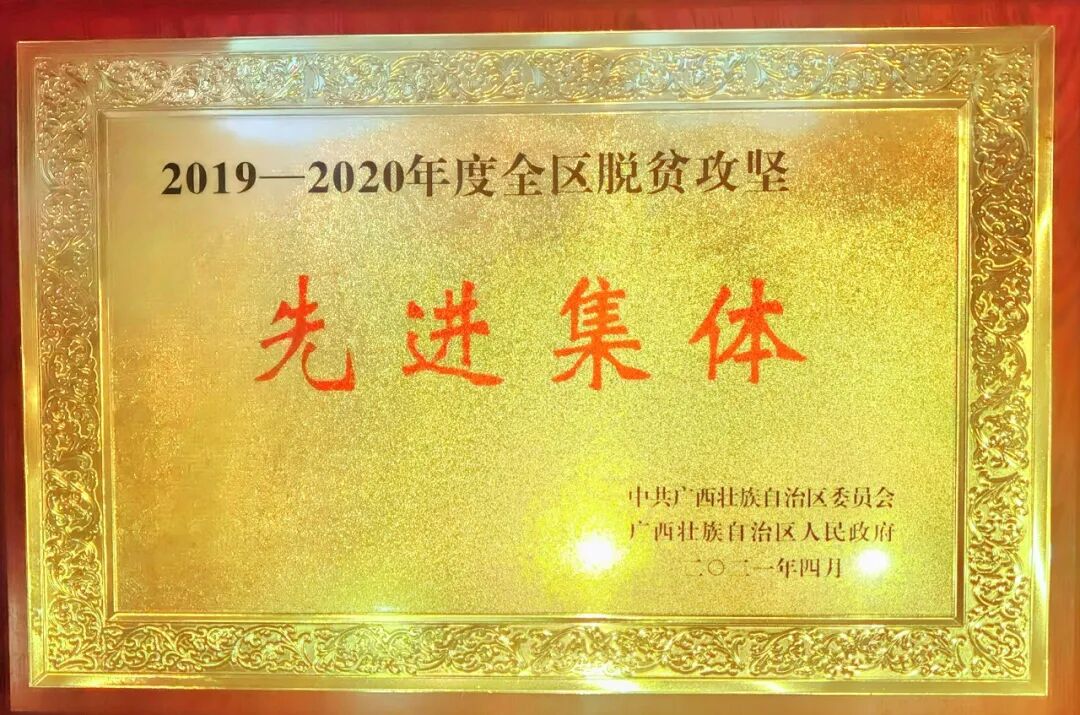 2019—2020年度全区脱贫攻坚
先进集体
中共广西壮族自治区委员会
广西壮族自治区人民政府
二〇二一年四月